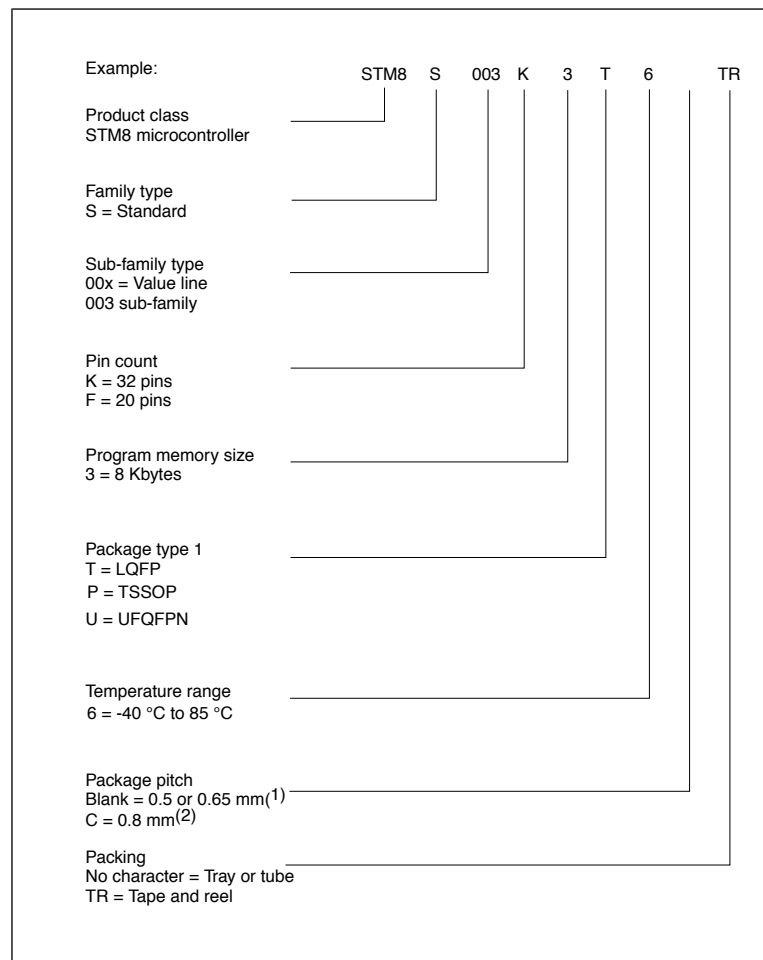 Example: STM8 S 003 K 3 T 6 TR
Product class
STM8 microcontroller
Family type
S = Standard
Sub-family type
00x = Value line
003 sub-family
Pin count
K = 32 pins
F = 20 pins
Program memory size
3 = 8 Kbytes
Package type 1
T = LQFP
P = TSSOP
U = UFQFPN
Temperature range
6 = -40 °C to 85 °C
Package pitch
Blank = 0.5 or 0.65 mm(1)
C = 0.8 mm(2)
Packing
No character = Tray or tube
TR = Tape and reel